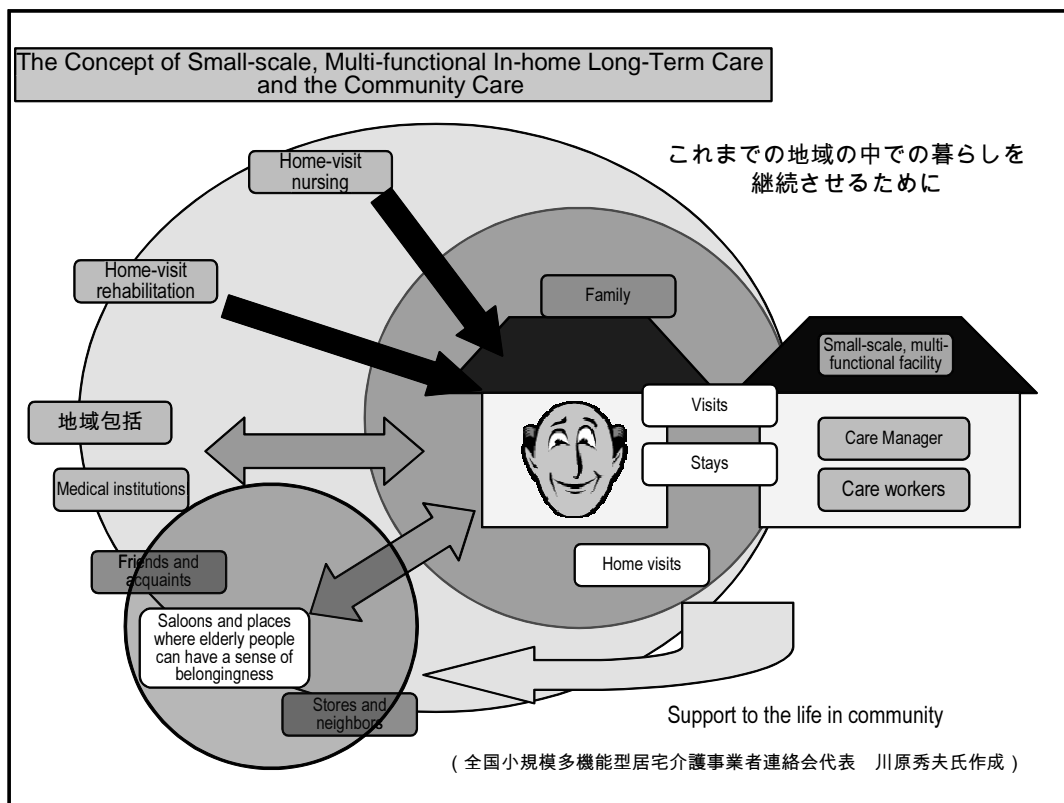 The Concept of Small-scale, Multi-functional In-home Long-Term Care
and the Community Care
これまでの地域の中での暮らしを
継続させるために
Home-visit
nursing
Home-visit
rehabilitation
Family
Small-scale, multi-
functional facility
Visits
地域包括
Care Manager
Stays
Medical institutions
Care workers
Friends and
acquaints
Home visits
Saloons and places
where elderly people
can have a sense of
belongingness
Stores and
neighbors
Support to the life in community
(全国小規模多機能型居宅介護事業者連絡会代表　川原秀夫氏作成)